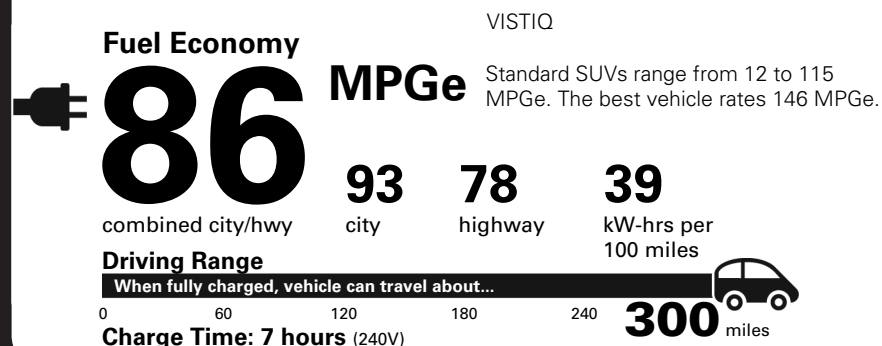 VISTIQ
Fuel Economy
86
MPGe
Standard SUVs range from 12 to 115
MPGe. The best vehicle rates 146 MPGe.
combined city/hwy
93
city
78
highway
39
kW-hrs per
100 miles
Driving Range
When fully charged, vehicle can travel about...
0 60 120 180 240 300 miles
Charge Time: 7 hours (240V)